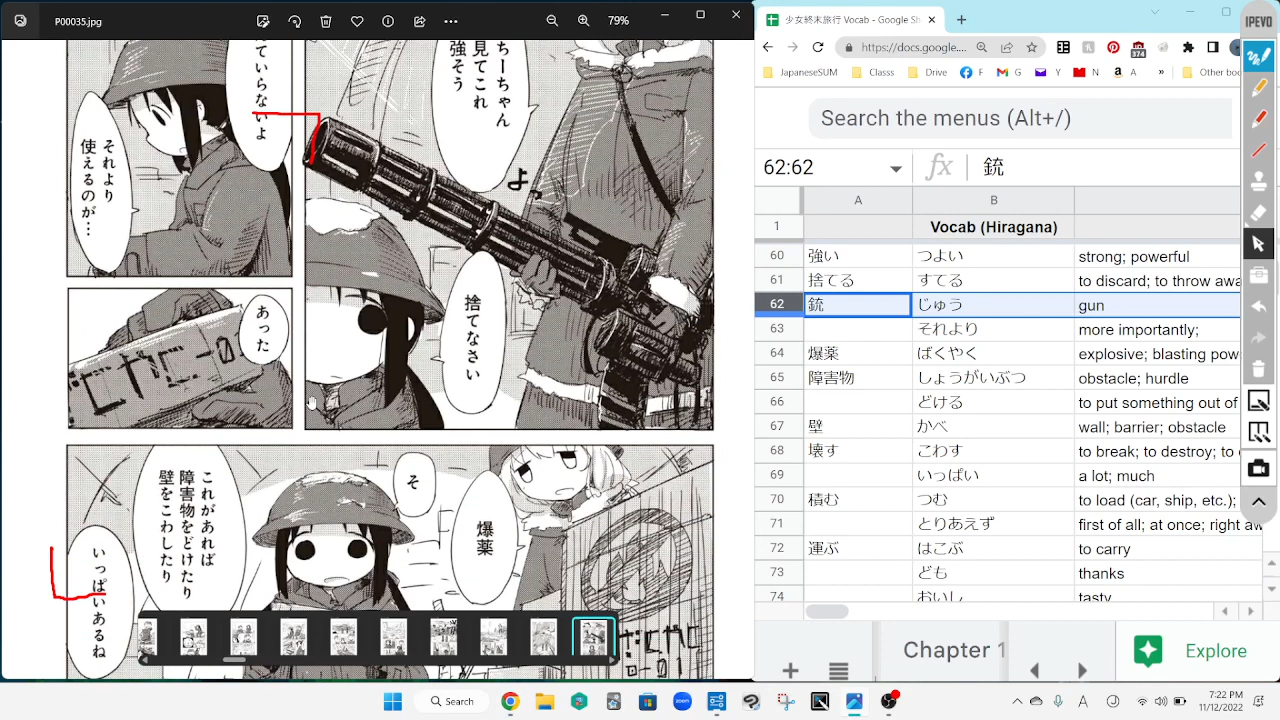 P00035.jpg
79%
ちーちゃん
見てこれ
強そう
よっ
ていらないよ
それより
使えるのが…
捨てなさい
あった
爆薬
そ
これがあれば
障害物をどけたり
壁をこわしたり
いっぱいあるね
少女終末旅行 Vocab - Google Sh
https://docs.google....
374
JapaneseSUM
Classs
Drive
F
G
Y
N
A
»
Other boo
Search the menus (Alt+/)
62:62
fx
銃
A
B
1
Vocab (Hiragana)
60 強い つよい strong; powerful
61 捨てる すてる to discard; to throw awa
62 銃 じゅう gun
63 それより more importantly;
64 爆薬 ばくやく explosive; blasting pow
65 障害物 しょうがいぶつ obstacle; hurdle
66 どける to put something out of
67 壁 かべ wall; barrier; obstacle
68 壊す こわす to break; to destroy; to d
69 いっぱい a lot; much
70 積む つむ to load (car, ship, etc.);
71 とりあえず first of all; at once; right aw
72 運ぶ はこぶ to carry
73 ども thanks
74 おいし tasty
Chapter 1
Explore
IPEVO
Search
zoom
A
7:22 PM
11/2/2022